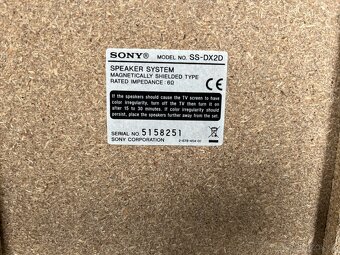 SONY® MODEL NO. SS-DX2D
SPEAKER SYSTEM
MAGNETICALLY SHIELDED TYPE
RATED IMPEDANCE : 6Ω
CE
If the speakers should cause the TV screen to have
color irregularity, turn off the TV then turn it on
after 15 to 30 minutes. If color irregularity should
persist, place the speakers further away from the
set.
SERIAL NO. 5158251
SONY CORPORATION